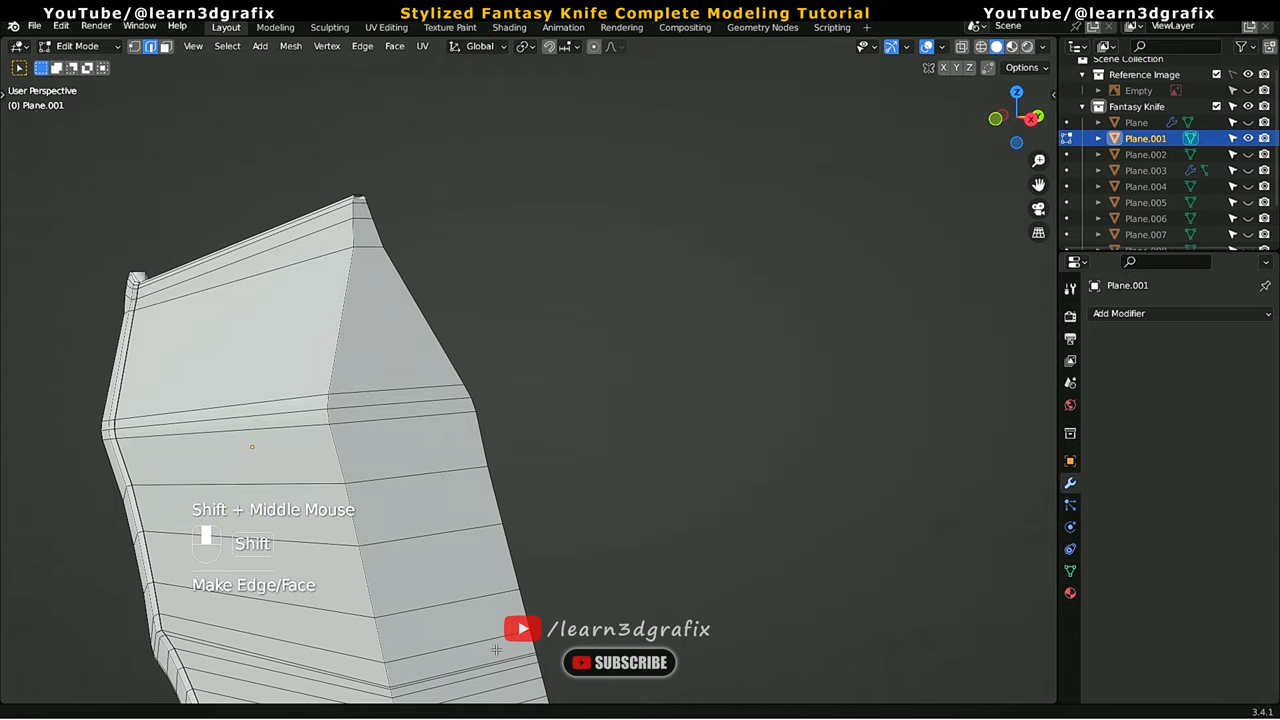 YouTube/@learn3dgrafix
Stylized Fantasy Knife Complete Modeling Tutorial
YouTube/@learn3dgrafix
File Edit Render Window Help Layout Modeling Sculpting UV Editing Texture Paint Shading Animation Rendering Compositing Geometry Nodes Scripting + Scene ViewLayer
Edit Mode View Select Add Mesh Vertex Edge Face UV Global
X Y Z Options
User Perspective
(0) Plane.001
Z
Y
X
Scene Collection
Reference Image
Empty
Fantasy Knife
Plane
Plane.001
Plane.002
Plane.003
Plane.004
Plane.005
Plane.006
Plane.007
Plane.001
Add Modifier
Shift + Middle Mouse
Shift
Make Edge/Face
/learn3dgrafix
SUBSCRIBE
3.4.1